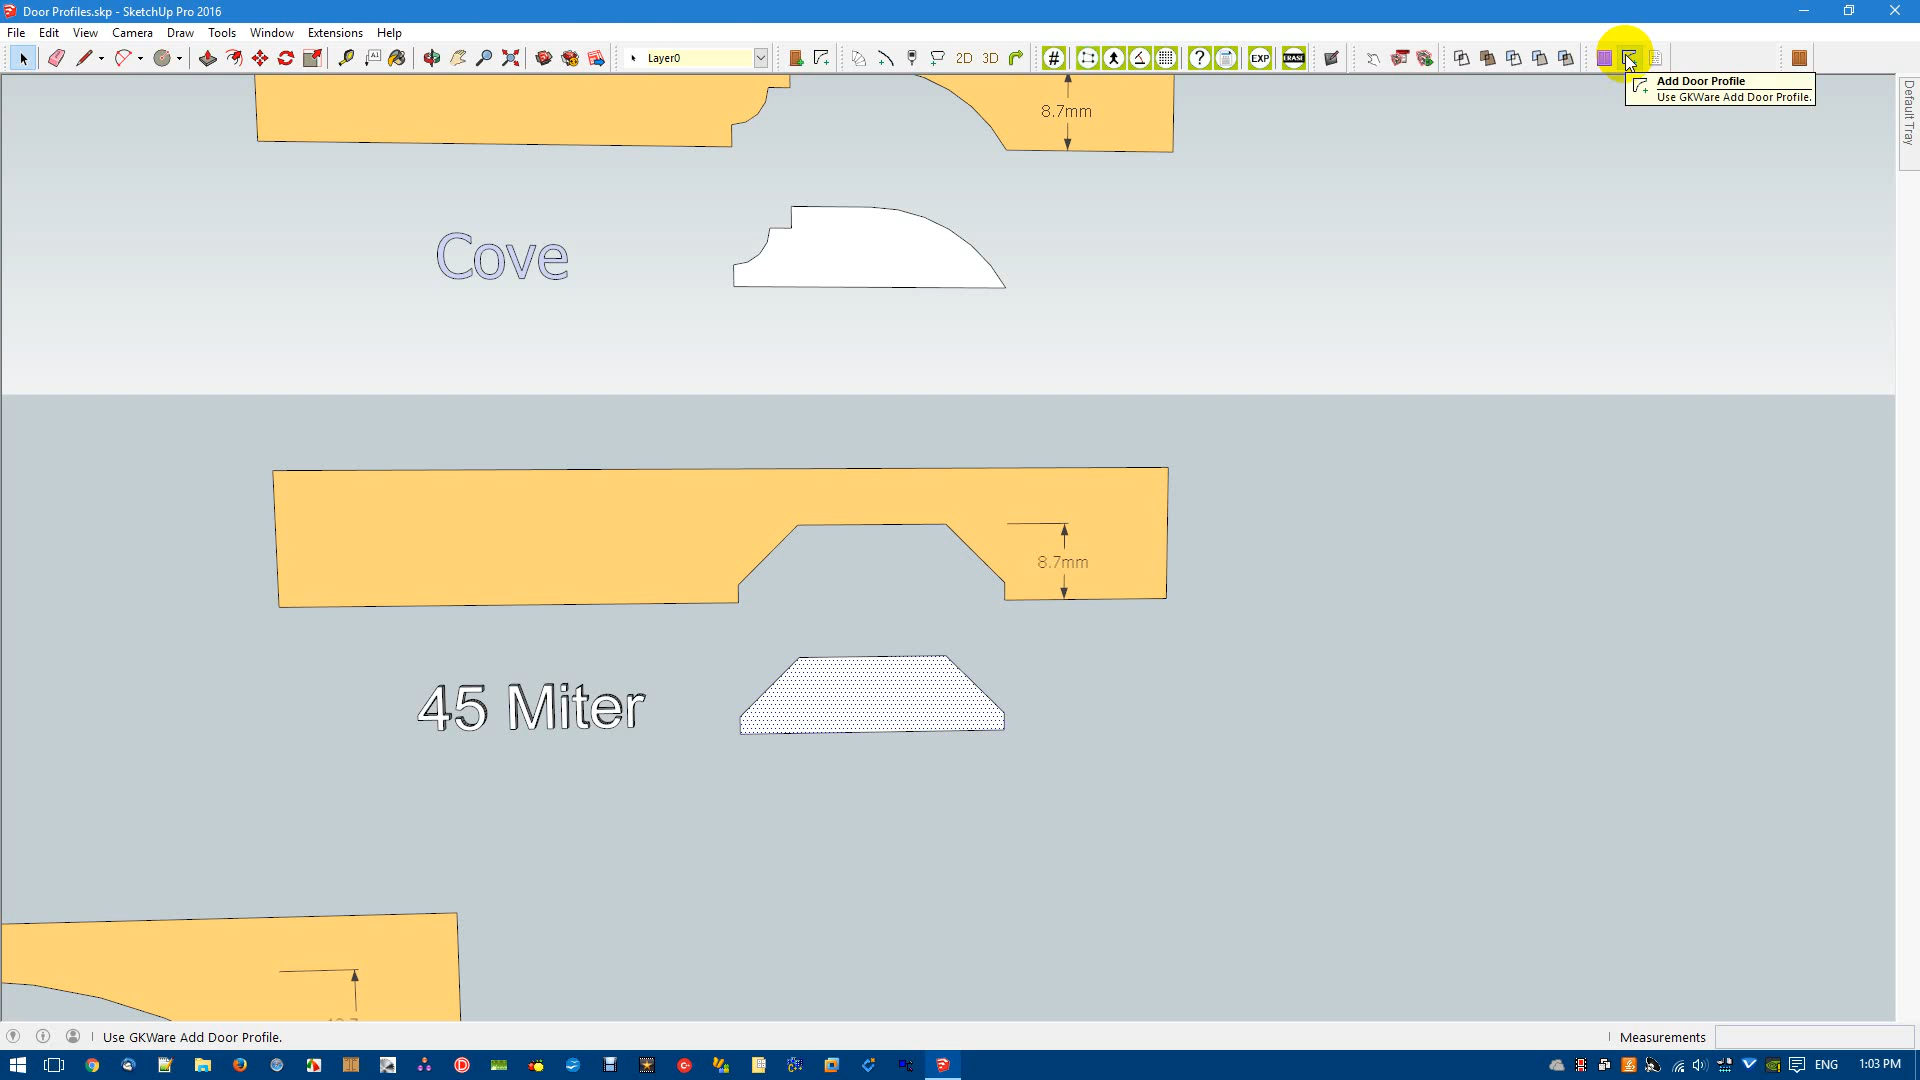 Door Profiles.skp - SketchUp Pro 2016
File Edit View Camera Draw Tools Window Extensions Help
A1 Layer0 2D 3D # ? EXP ERASE
Add Door Profile
Use GKWare Add Door Profile.
Default Tray
8.7mm
Cove
8.7mm
45 Miter
Use GKWare Add Door Profile.
Measurements
ENG 1:03 PM